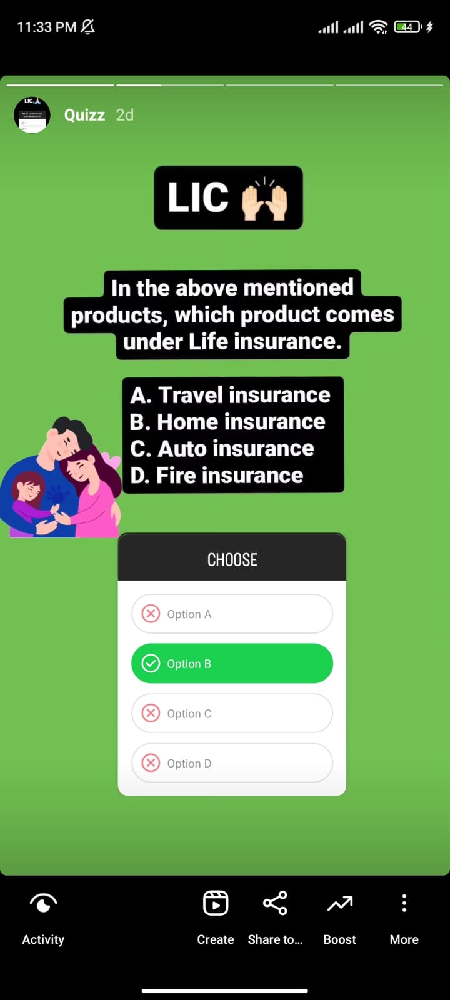 11:33 PM
44
LIC
Quizz 2d
LIC 🙌🏻
In the above mentioned
products, which product comes
under Life insurance.
A. Travel insurance
B. Home insurance
C. Auto insurance
D. Fire insurance
CHOOSE
Option A
Option B
Option C
Option D
Activity
Create
Share to...
Boost
More